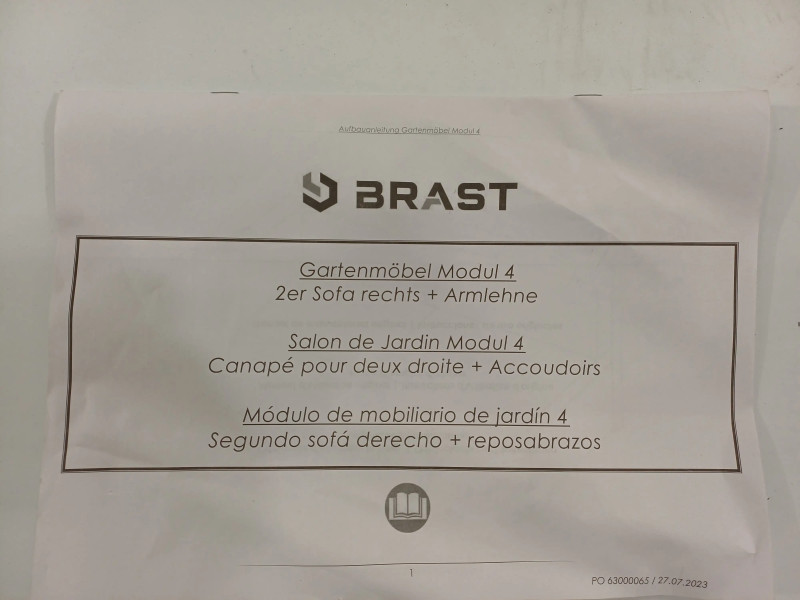 Aufbauanleitung Gartenmöbel Modul 4
BRAST
Gartenmöbel Modul 4
2er Sofa rechts + Armlehne
Salon de Jardin Modul 4
Canapé pour deux droite + Accoudoirs
Módulo de mobiliario de jardín 4
Segundo sofá derecho + reposabrazos
1
PO 63000065 / 27.07.2023